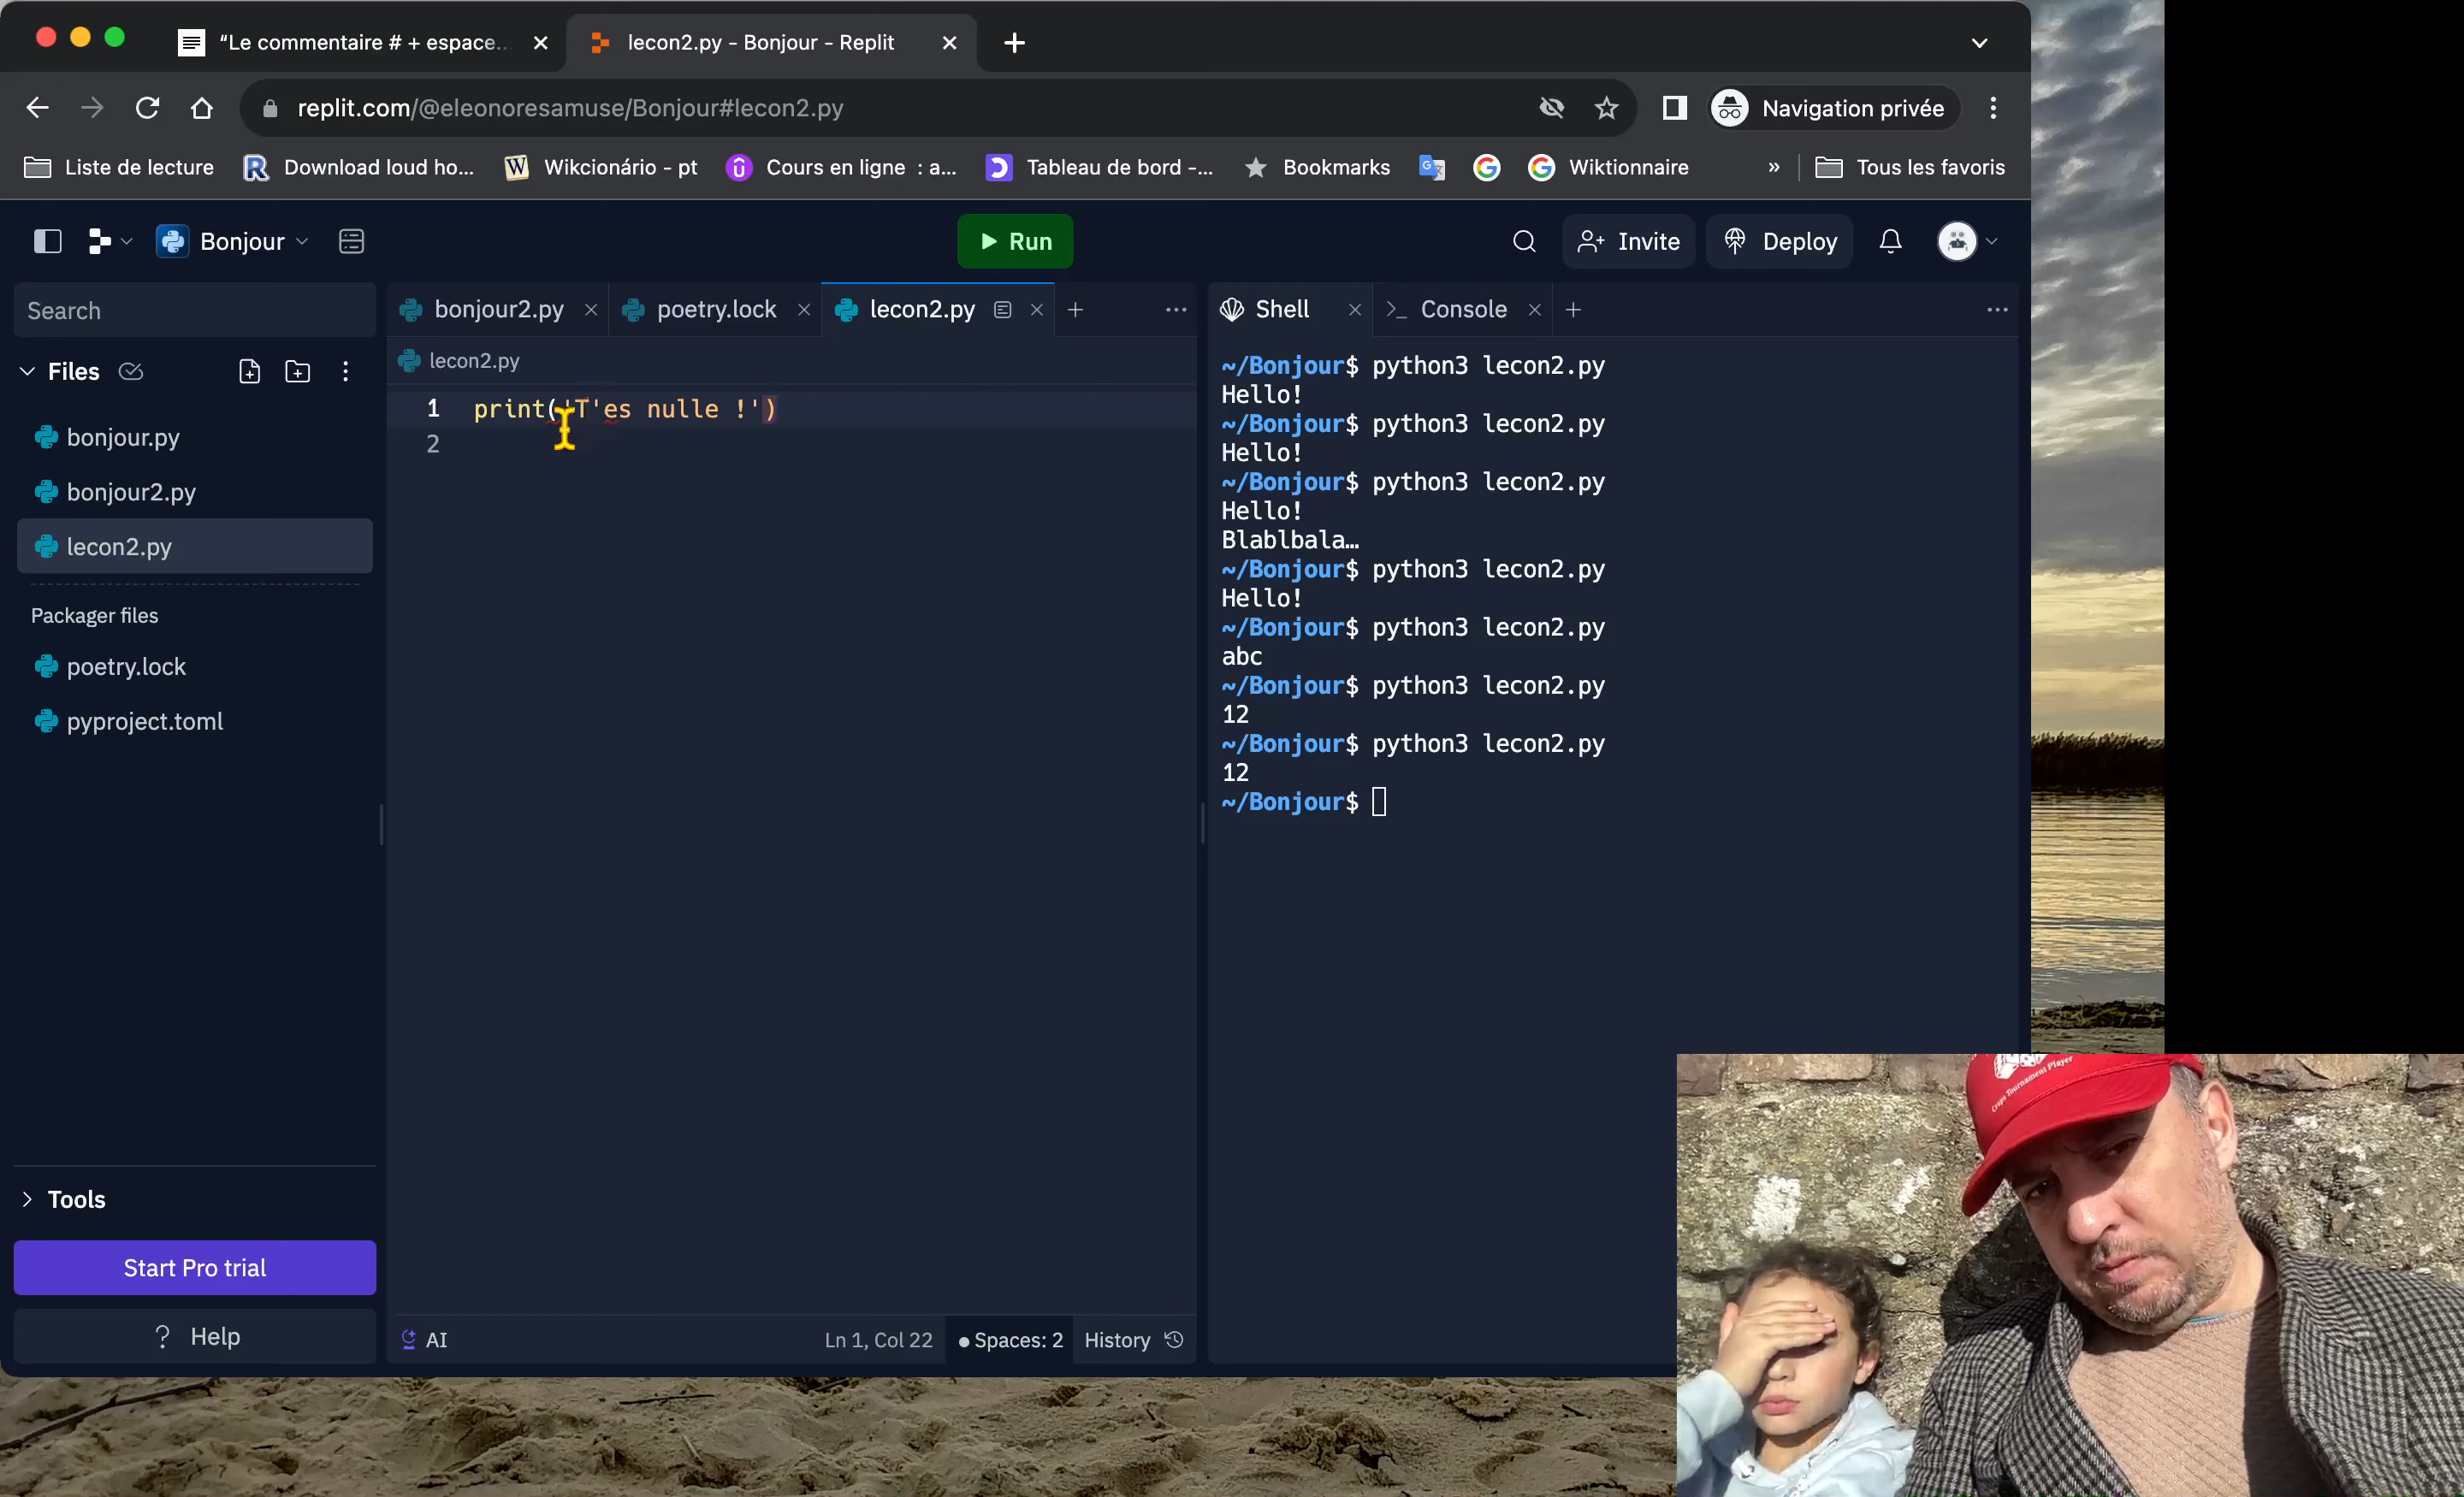 “Le commentaire # + espace...
lecon2.py - Bonjour - Replit
replit.com/@eleonoresamuse/Bonjour#lecon2.py
Navigation privée
Liste de lecture
Download loud ho...
Wikcionário - pt
Cours en ligne : a...
Tableau de bord -...
Bookmarks
Wiktionnaire
»
Tous les favoris
Bonjour
Run
Invite
Deploy
Search
Files
bonjour.py
bonjour2.py
lecon2.py
Packager files
poetry.lock
pyproject.toml
Tools
Start Pro trial
? Help
bonjour2.py
poetry.lock
lecon2.py
lecon2.py
1 print('T'es nulle !')
2
AI
Ln 1, Col 22
Spaces: 2
History
Shell
Console
~/Bonjour$ python3 lecon2.py
Hello!
~/Bonjour$ python3 lecon2.py
Hello!
~/Bonjour$ python3 lecon2.py
Hello!
Blablbala…
~/Bonjour$ python3 lecon2.py
Hello!
~/Bonjour$ python3 lecon2.py
abc
~/Bonjour$ python3 lecon2.py
12
~/Bonjour$ python3 lecon2.py
12
~/Bonjour$
Craps Tournament Player